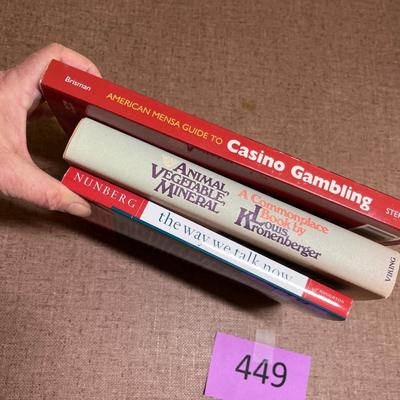 Brisman AMERICAN MENSA GUIDE TO Casino Gambling
ANIMAL,
VEGETABLE,
MINERAL
A Commonplace
Book by
Louis
Kronenberger
VIKING
NUNBERG the way we talk now
449